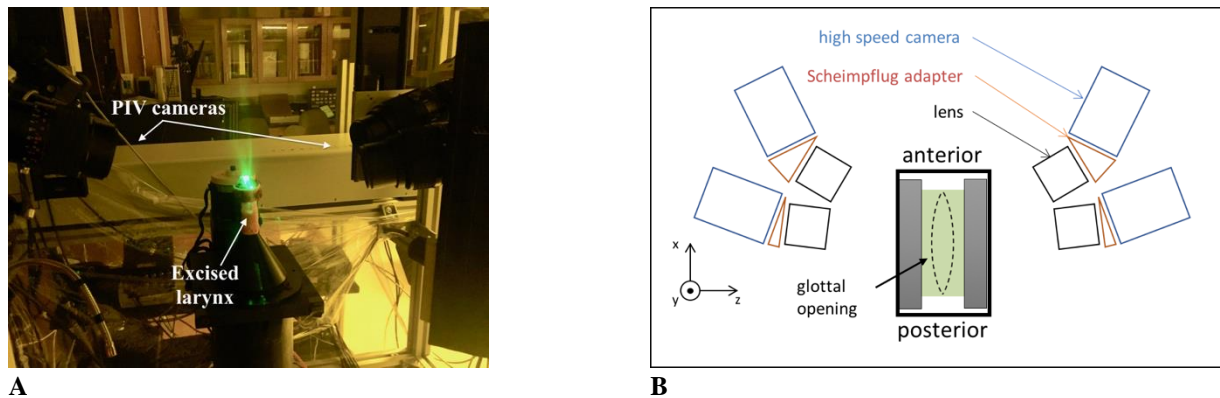 PIV cameras
Excised
larynx
A
high speed camera
Scheimpflug adapter
lens
anterior
x
y
z
glottal
opening
posterior
B